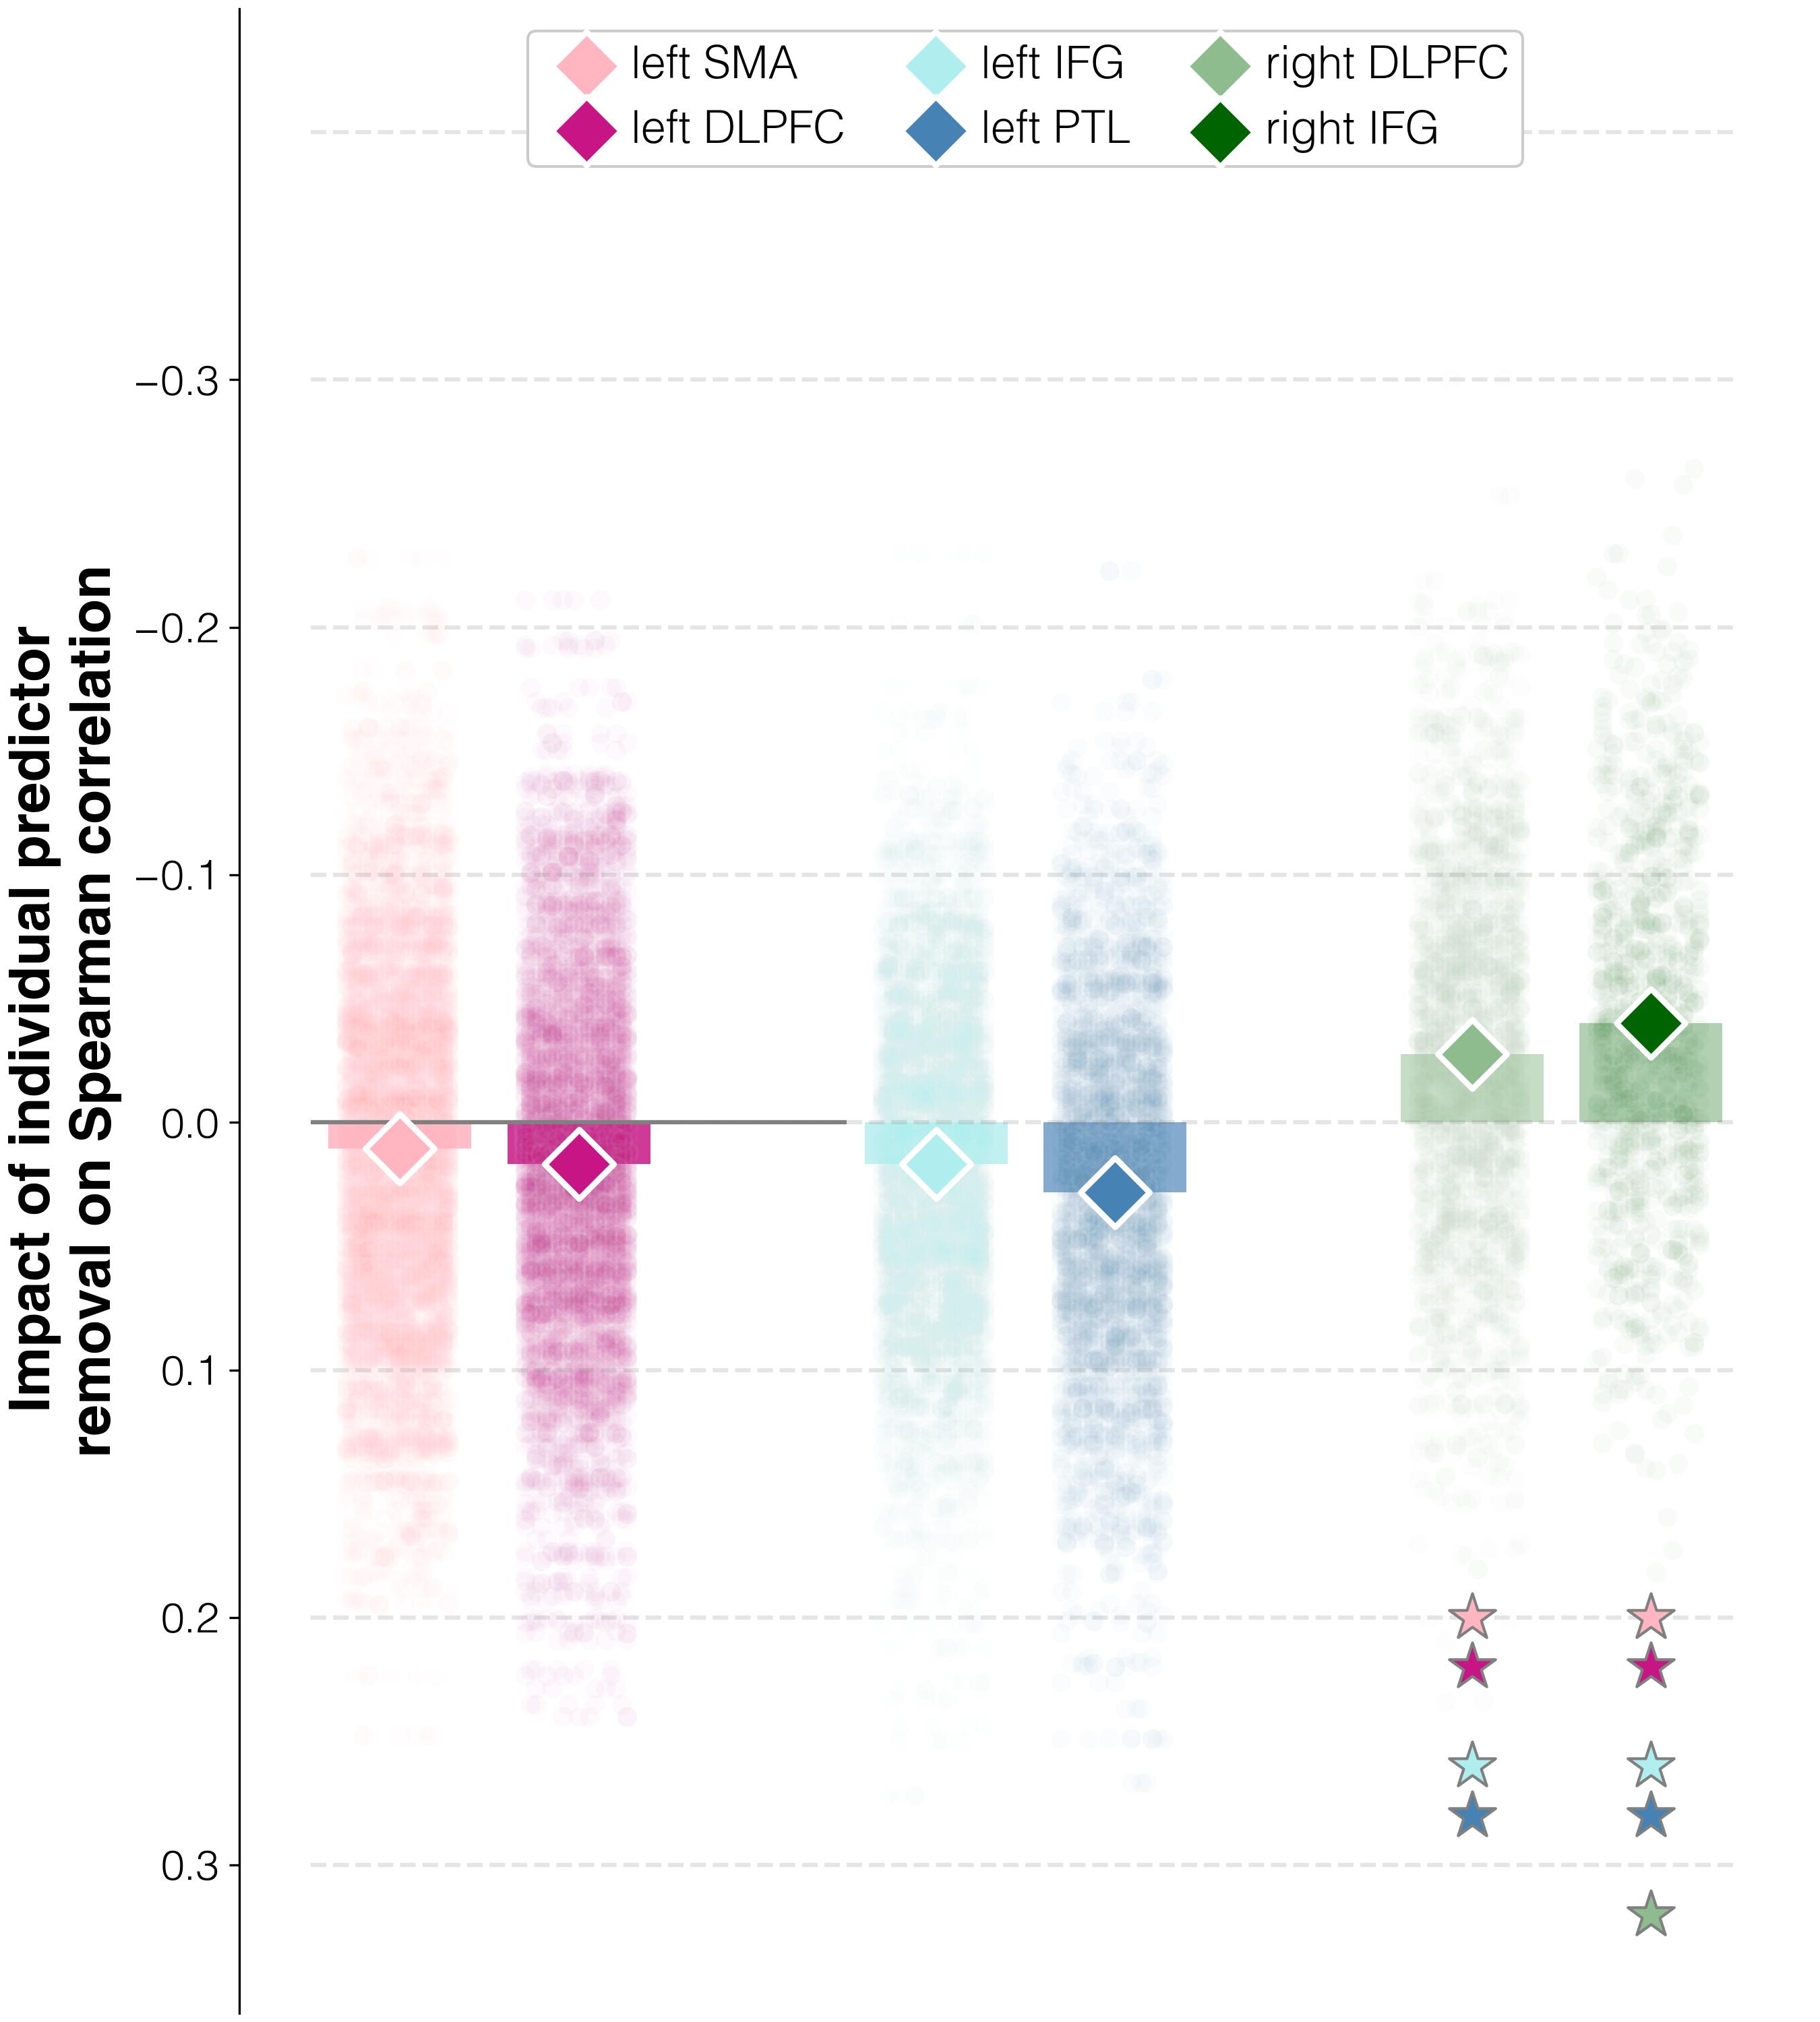 left SMA
left IFG
right DLPFC
left DLPFC
left PTL
right IFG
Impact of individual predictor
removal on Spearman correlation
−0.3
−0.2
−0.1
0.0
0.1
0.2
0.3